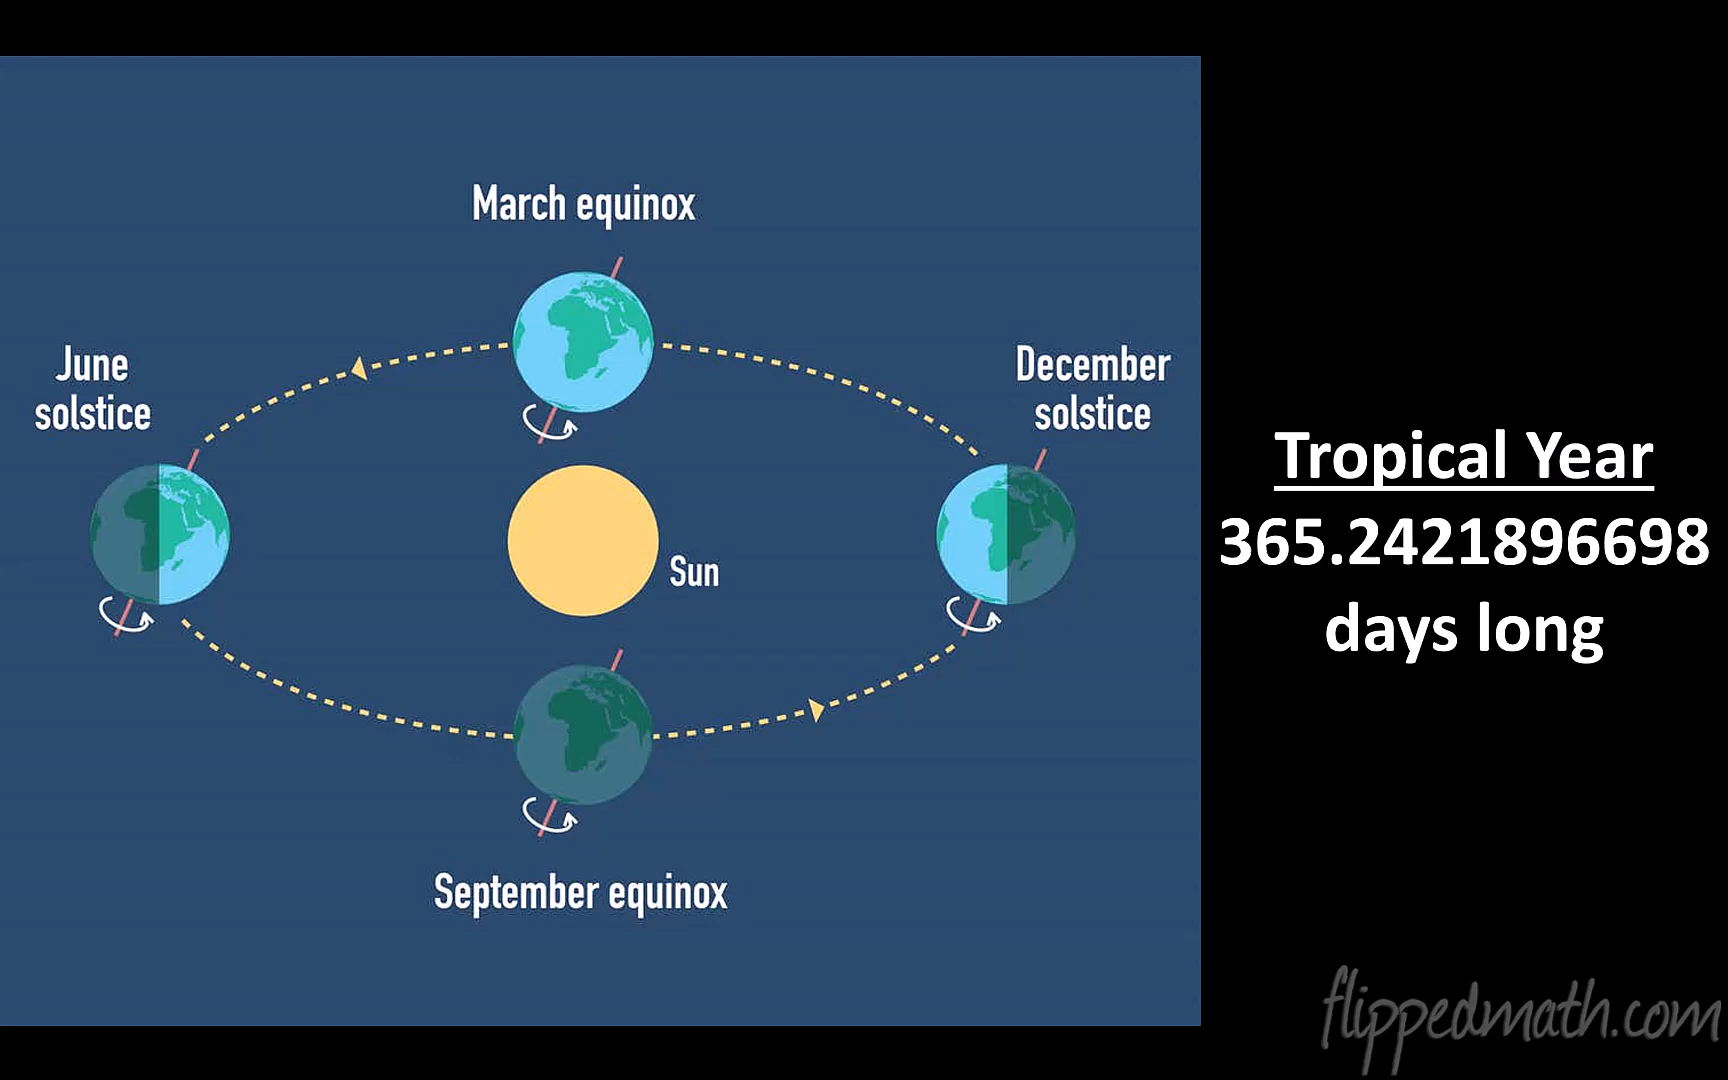 March equinox
June
solstice
December
solstice
Sun
September equinox
Tropical Year
365.2421896698
days long
flippedmath.com